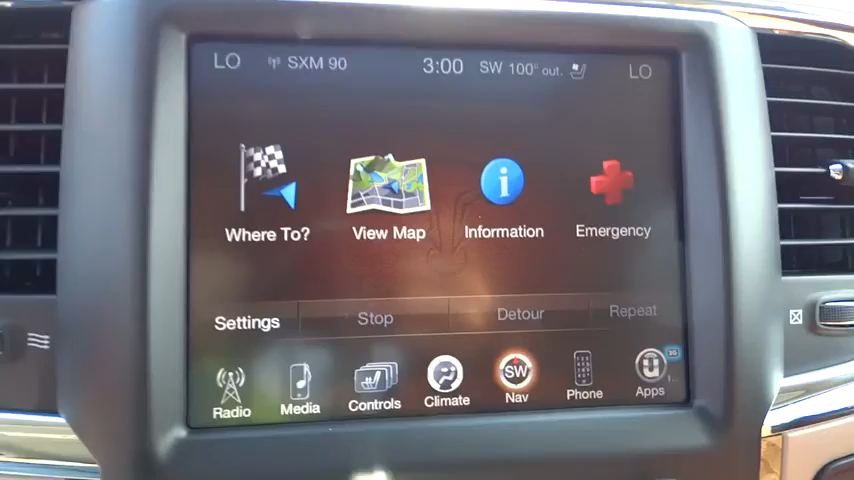 LO SXM 90 3:00 SW 100° out. LO
Where To? View Map Information Emergency
Settings Stop Detour Repeat
SW
Radio Media Controls Climate Nav Phone Apps
3G